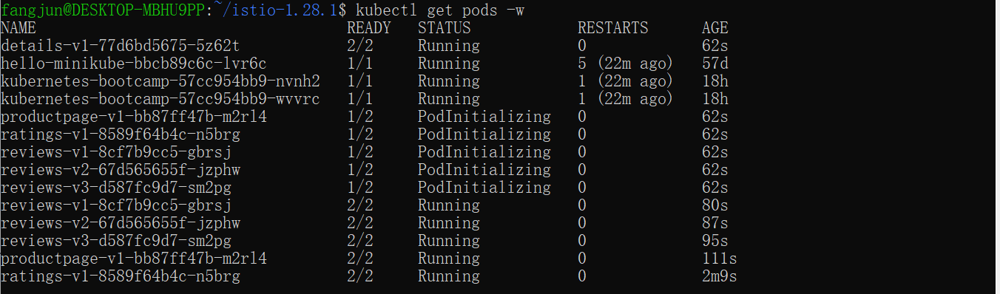 fangjun@DESKTOP-MBHU9PP:~/istio-1.28.1$ kubectl get pods -w
NAME READY STATUS RESTARTS AGE
details-v1-77d6bd5675-5z62t 2/2 Running 0 62s
hello-minikube-bbcb89c6c-lvr6c 1/1 Running 5 (22m ago) 57d
kubernetes-bootcamp-57cc954bb9-nvnh2 1/1 Running 1 (22m ago) 18h
kubernetes-bootcamp-57cc954bb9-wvvrc 1/1 Running 1 (22m ago) 18h
productpage-v1-bb87ff47b-m2rl4 1/2 PodInitializing 0 62s
ratings-v1-8589f64b4c-n5brg 1/2 PodInitializing 0 62s
reviews-v1-8cf7b9cc5-gbrsj 1/2 PodInitializing 0 62s
reviews-v2-67d565655f-jzphw 1/2 PodInitializing 0 62s
reviews-v3-d587fc9d7-sm2pg 1/2 PodInitializing 0 62s
reviews-v1-8cf7b9cc5-gbrsj 2/2 Running 0 80s
reviews-v2-67d565655f-jzphw 2/2 Running 0 87s
reviews-v3-d587fc9d7-sm2pg 2/2 Running 0 95s
productpage-v1-bb87ff47b-m2rl4 2/2 Running 0 111s
ratings-v1-8589f64b4c-n5brg 2/2 Running 0 2m9s